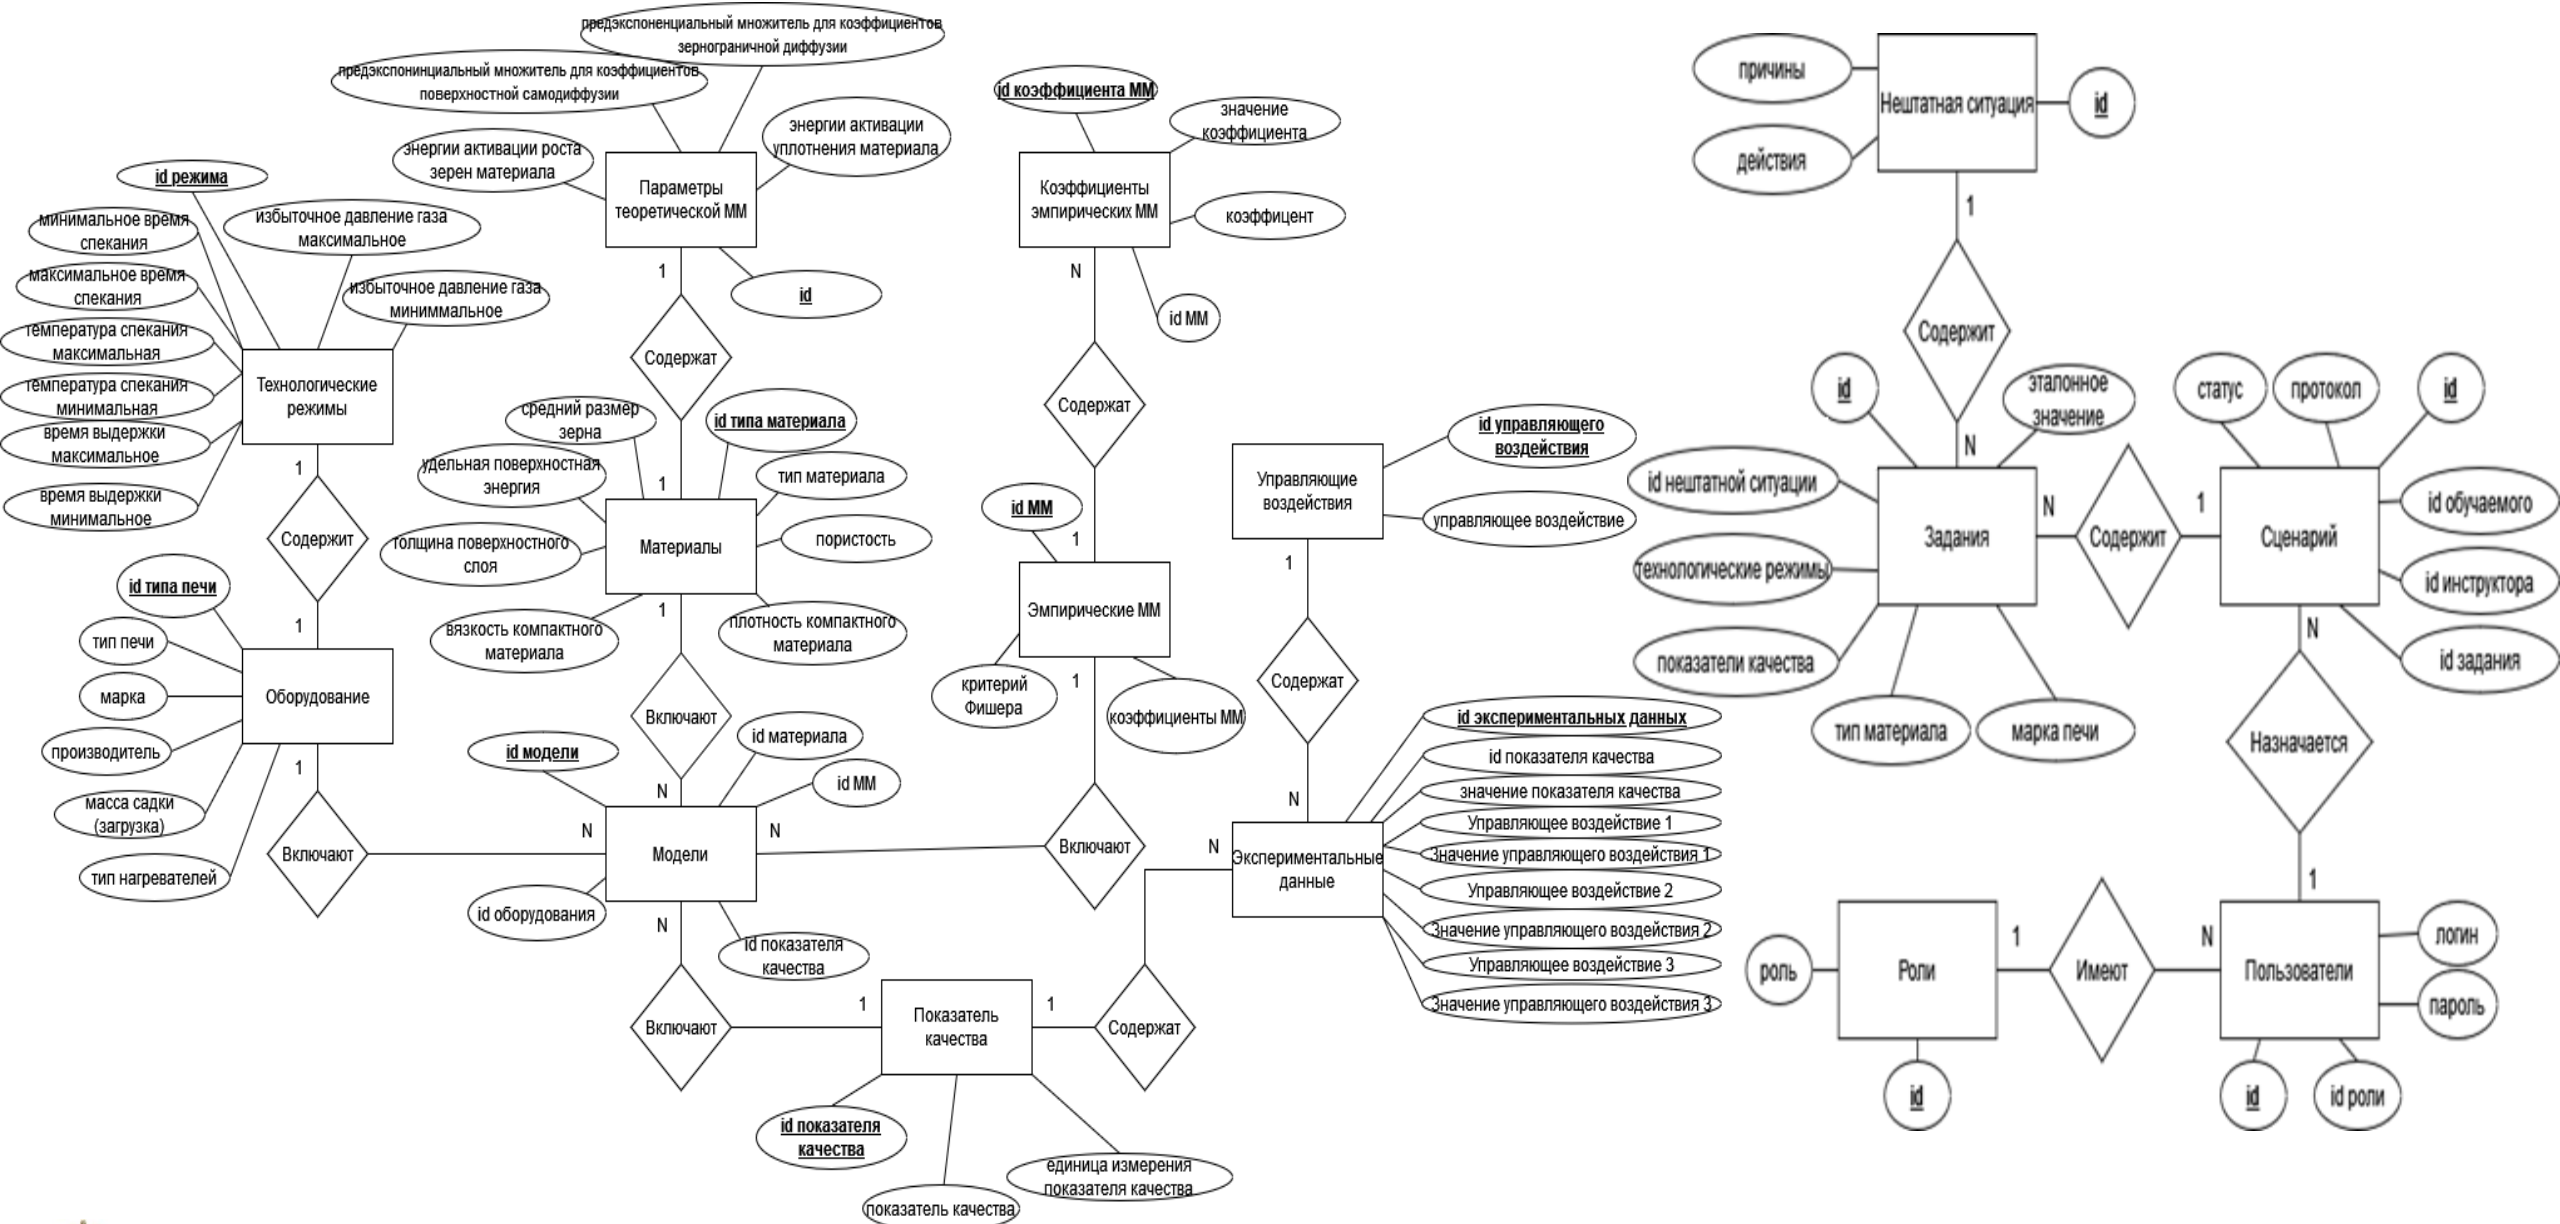 предэкспоненциальный множитель для коэффициентов
зернограничной диффузии
предэкспонинциальный множитель для коэффициентов
поверхностной самодиффузии
энергии активации роста
зерен материала
энергии активации
уплотнения материала
Параметры
теоретической ММ
id
1
Содержат
1
id режима
минимальное время
спекания
максимальное время
спекания
температура спекания
максимальная
температура спекания
минимальная
время выдержки
максимальное
время выдержки
минимальное
избыточное давление газа
максимальное
избыточное давление газа
миниммальное
Технологические
режимы
1
Содержит
1
id типа печи
тип печи
марка
производитель
масса садки
(загрузка)
тип нагревателей
Оборудование
1
Включают
N
средний размер
зерна
id типа материала
удельная поверхностная
энергия
тип материала
толщина поверхностного
слоя
пористость
Материалы
вязкость компактного
материала
плотность компактного
материала
1
Включают
N
id модели
id материала
id ММ
Модели
N
id оборудования
id показателя
качества
N
Включают
1
Показатель
качества
1
id показателя
качества
показатель качества
единица измерения
показателя качества
Содержат
N
id коэффициента ММ
значение
коэффициента
коэффицент
id ММ
Коэффициенты
эмпирических ММ
N
Содержат
1
id ММ
Эмпирические ММ
критерий
Фишера
коэффициенты ММ
1
Включают
Управляющие
воздействия
id управляющего
воздействия
управляющее воздействие
1
Содержат
N
Экспериментальные
данные
id экспериментальных данных
id показателя качества
значение показателя качества
Управляющее воздействие 1
Значение управляющего воздействия 1
Управляющее воздействие 2
Значение управляющего воздействия 2
Управляющее воздействие 3
Значение управляющего воздействия 3
причины
действия
Нештатная ситуация
id
1
Содержит
N
id
эталонное
значение
id нештатной ситуации
технологические режимы
показатели качества
тип материала
марка печи
Задания
N
Содержит
1
статус
протокол
id
id обучаемого
id инструктора
id задания
Сценарий
N
Назначается
1
роль
Роли
id
1
Имеют
N
Пользователи
логин
пароль
id
id роли